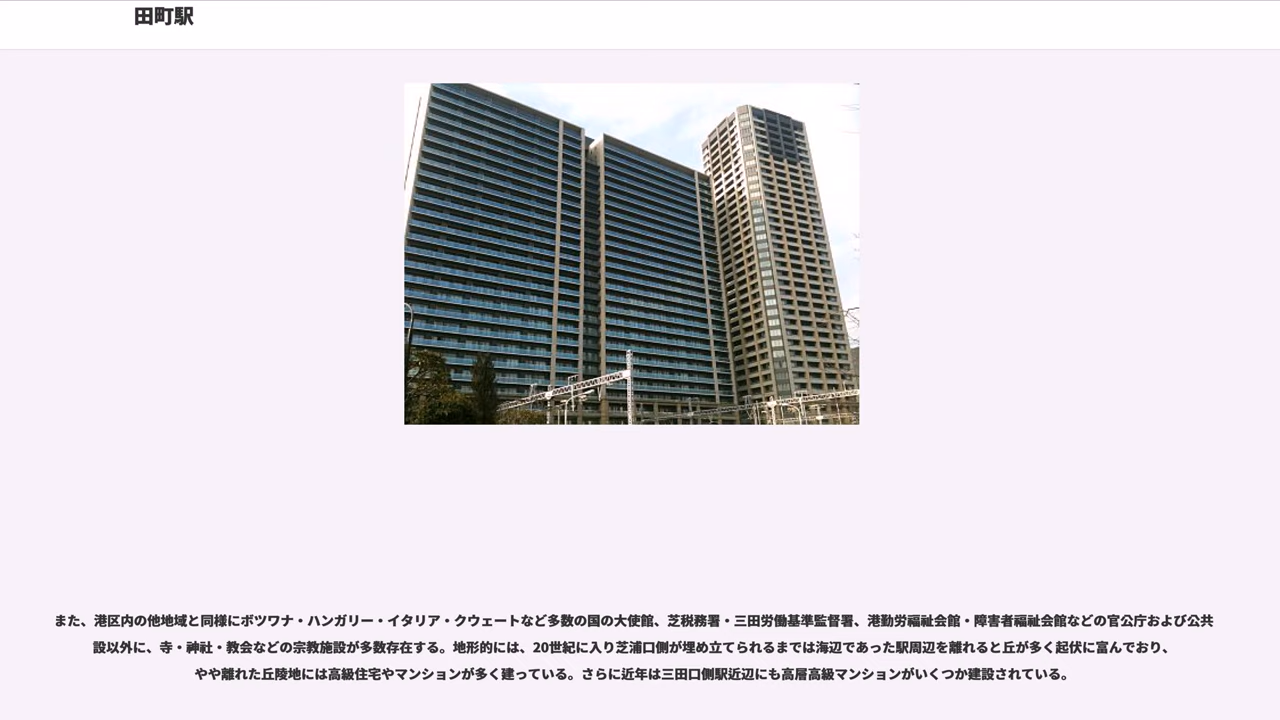 田町駅
また、港区内の他地域と同様にボツワナ・ハンガリー・イタリア・クウェートなど多数の国の大使館、芝税務署・三田労働基準監督署、港勤労福祉会館・障害者福祉会館などの官公庁および公共
設以外に、寺・神社・教会などの宗教施設が多数存在する。地形的には、20世紀に入り芝浦口側が埋め立てられるまでは海辺であった駅周辺を離れると丘が多く起伏に富んでおり、
やや離れた丘陵地には高級住宅やマンションが多く建っている。さらに近年は三田口側駅近辺にも高層高級マンションがいくつか建設されている。